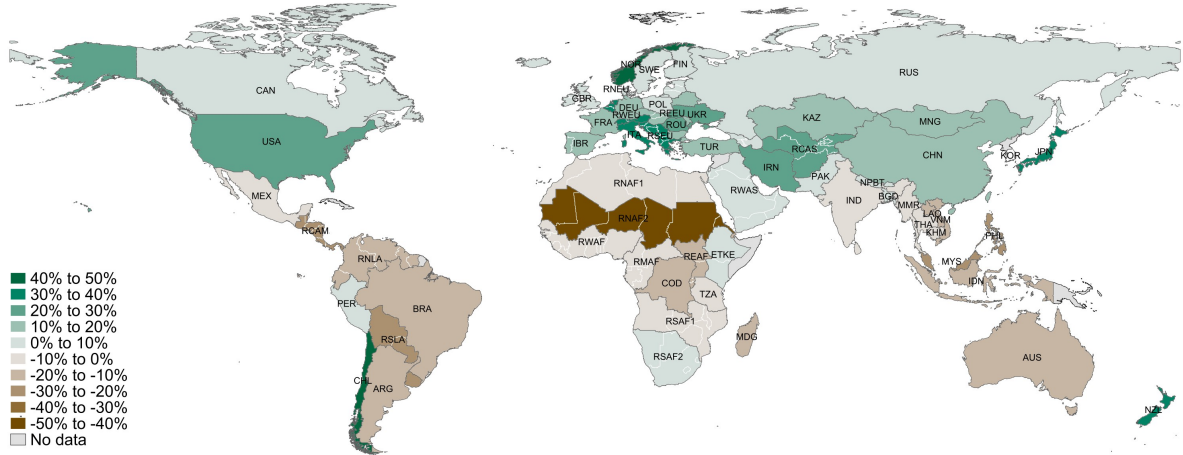 NOR
SWE
FIN
RUS
RNEU
CAN
GBR
POL
DEU
RWEU
REEU
UKR
FRA
ROU
KAZ
MNG
USA
ITA
RSEU
IBR
TUR
RCAS
CHN
KOR
JPN
IRN
PAK
NPBT
RNAF1
RWAS
MEX
IND
BGD
MMR
LAO
VNM
THA
KHM
PHL
RNAF2
RCAM
RWAF
RNLA
RMAF
REAF
ETKE
MYS
COD
IDN
TZA
PER
BRA
RSAF1
RSLA
MDG
RSAF2
AUS
CHL
ARG
NZL
40% to 50%
30% to 40%
20% to 30%
10% to 20%
0% to 10%
-10% to 0%
-20% to -10%
-30% to -20%
-40% to -30%
-50% to -40%
No data